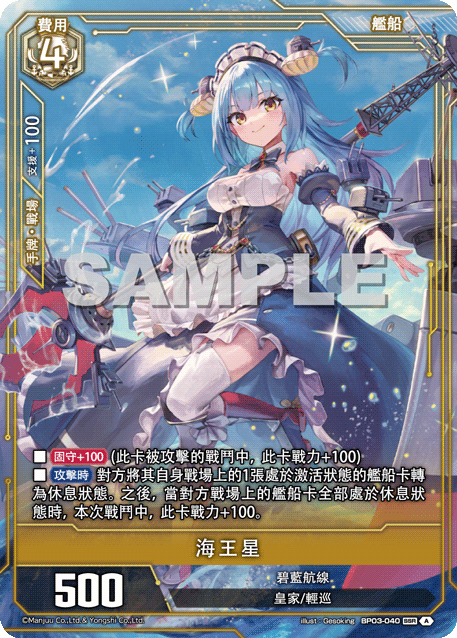 費用
4
艦船
手牌・戰場 / 支援+100
SAMPLE
■ 固守+100 (此卡被攻擊的戰鬥中，此卡戰力+100)
■ 攻擊時 對方將其自身戰場上的1張處於激活狀態的艦船卡轉
為休息狀態。之後，當對方戰場上的艦船卡全部處於休息狀
態時，本次戰鬥中，此卡戰力+100。
海王星
500
碧藍航線
皇家/輕巡
©Manjuu Co.,Ltd. & Yongshi Co.,Ltd.
illust Gesoking BP03-040 SSR A